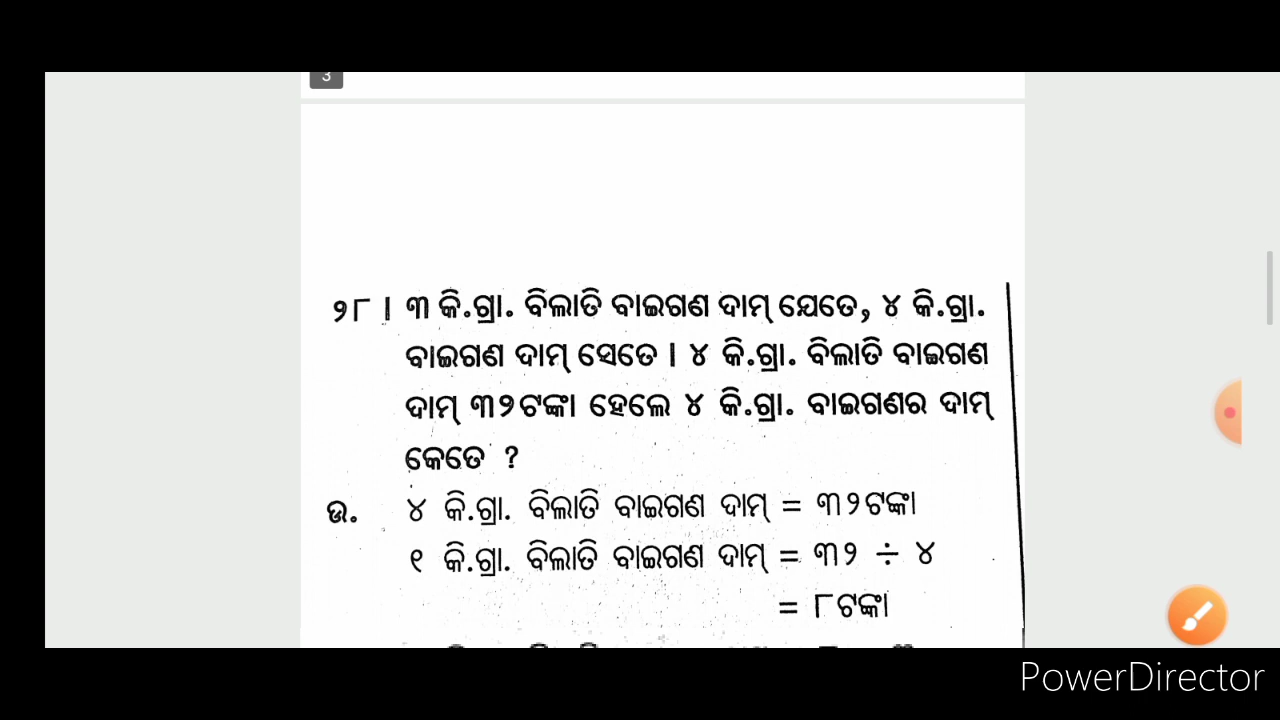 3
୨୮ । ୩ କି.ଗ୍ରା. ବିଲାତି ବାଇଗଣ ଦାମ୍ ଯେତେ, ୪ କି.ଗ୍ରା.
ବାଇଗଣ ଦାମ୍ ସେତେ । ୪ କି.ଗ୍ରା. ବିଲାତି ବାଇଗଣ
ଦାମ୍ ୩୨ଟଙ୍କା ହେଲେ ୪ କି.ଗ୍ରା. ବାଇଗଣର ଦାମ୍
କେତେ ?
ଉ. ୪ କି.ଗ୍ରା. ବିଲାତି ବାଇଗଣ ଦାମ୍ = ୩୨ଟଙ୍କା
୧ କି.ଗ୍ରା. ବିଲାତି ବାଇଗଣ ଦାମ୍ = ୩୨ ÷ ୪
= ୮ଟଙ୍କା
PowerDirector